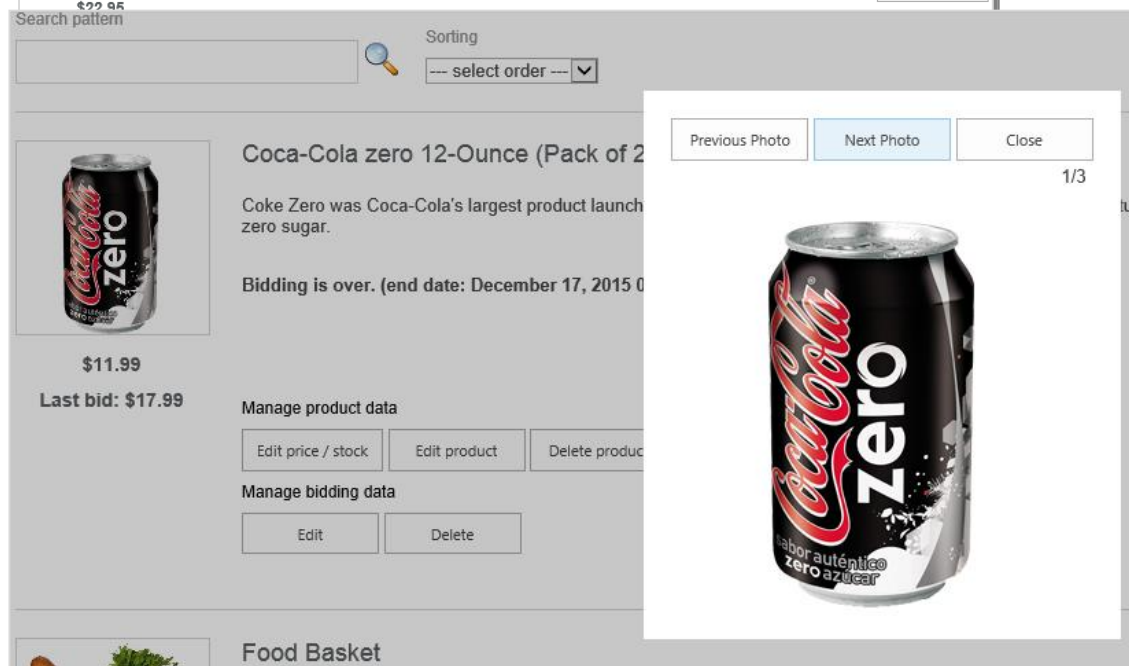 $22.95
Search pattern
Sorting
--- select order ---
Coca-Cola zero 12-Ounce (Pack of 2
Coke Zero was Coca-Cola's largest product launch
zero sugar.
Bidding is over. (end date: December 17, 2015 0
$11.99
Last bid: $17.99
Manage product data
Edit price / stock
Edit product
Delete produc
Manage bidding data
Edit
Delete
Food Basket
Coca-Cola
zero
Previous Photo
Next Photo
Close
1/3
Coca-Cola
®
zero
sabor auténtico
zero azúcar